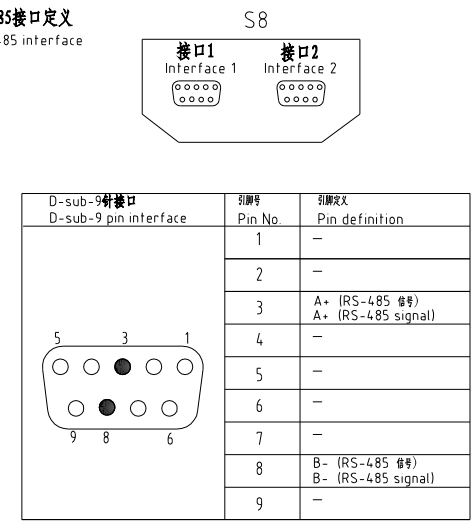 85接口定义
S8
485 interface
接口1
接口2
Interface 1
Interface 2
D-sub-9针接口
引脚号
引脚定义
D-sub-9 pin interface
Pin No.
Pin definition
1
—
2
—
3
A+ (RS-485 信号)
A+ (RS-485 signal)
4
—
5
—
6
—
7
—
8
B- (RS-485 信号)
B- (RS-485 signal)
9
—
5 3 1
9 8 6